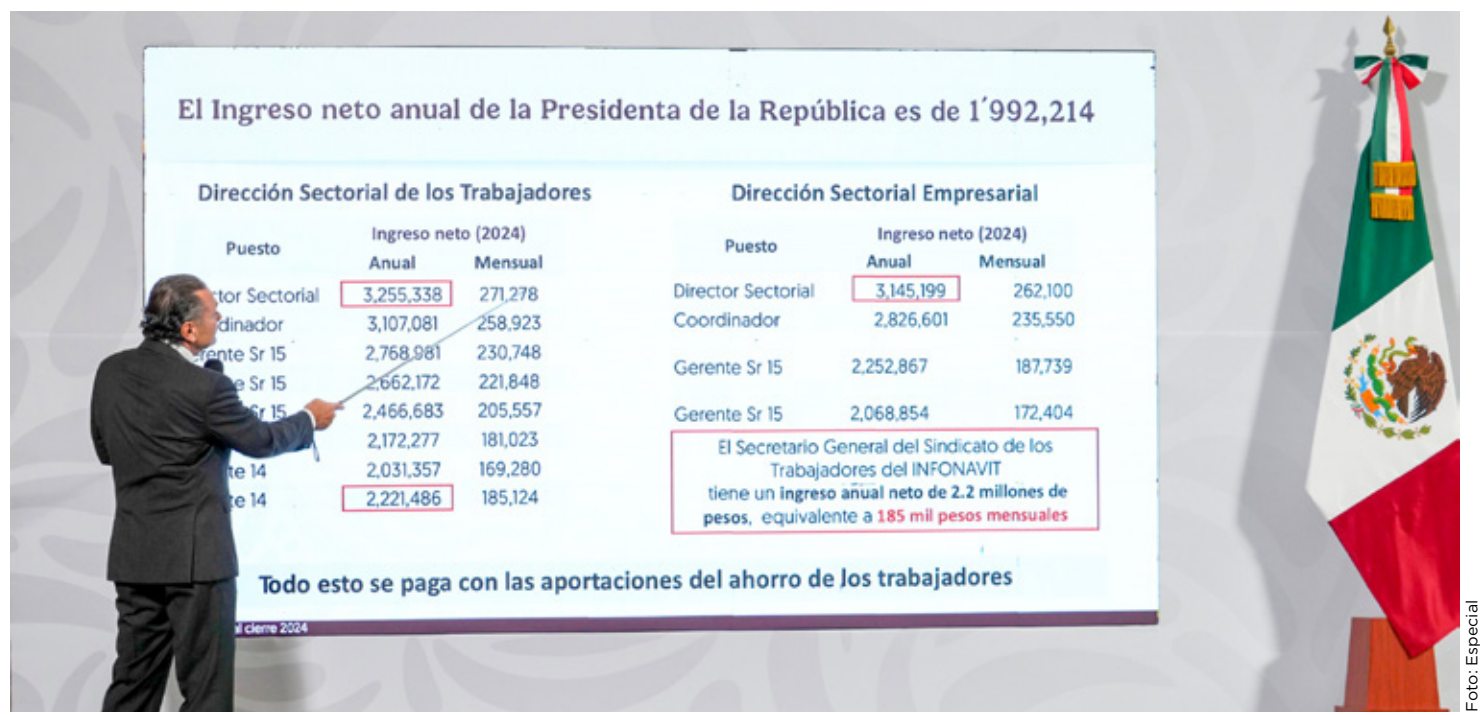 El Ingreso neto anual de la Presidenta de la República es de 1´992,214
Dirección Sectorial de los Trabajadores
Puesto
Ingreso neto (2024)
Anual Mensual
ctor Sectorial 3,255,338 271,278
dinador 3,107,081 258,923
rente Sr 15 2,768,981 230,748
e Sr 15 2,662,172 221,848
Sr 15 2,466,683 205,557
2,172,277 181,023
te 14 2,031,357 169,280
te 14 2,221,486 185,124
Dirección Sectorial Empresarial
Puesto
Ingreso neto (2024)
Anual Mensual
Director Sectorial 3,145,199 262,100
Coordinador 2,826,601 235,550
Gerente Sr 15 2,252,867 187,739
Gerente Sr 15 2,068,854 172,404
El Secretario General del Sindicato de los
Trabajadores del INFONAVIT
tiene un ingreso anual neto de 2.2 millones de
pesos, equivalente a 185 mil pesos mensuales
Todo esto se paga con las aportaciones del ahorro de los trabajadores
al cierre 2024
Foto: Especial